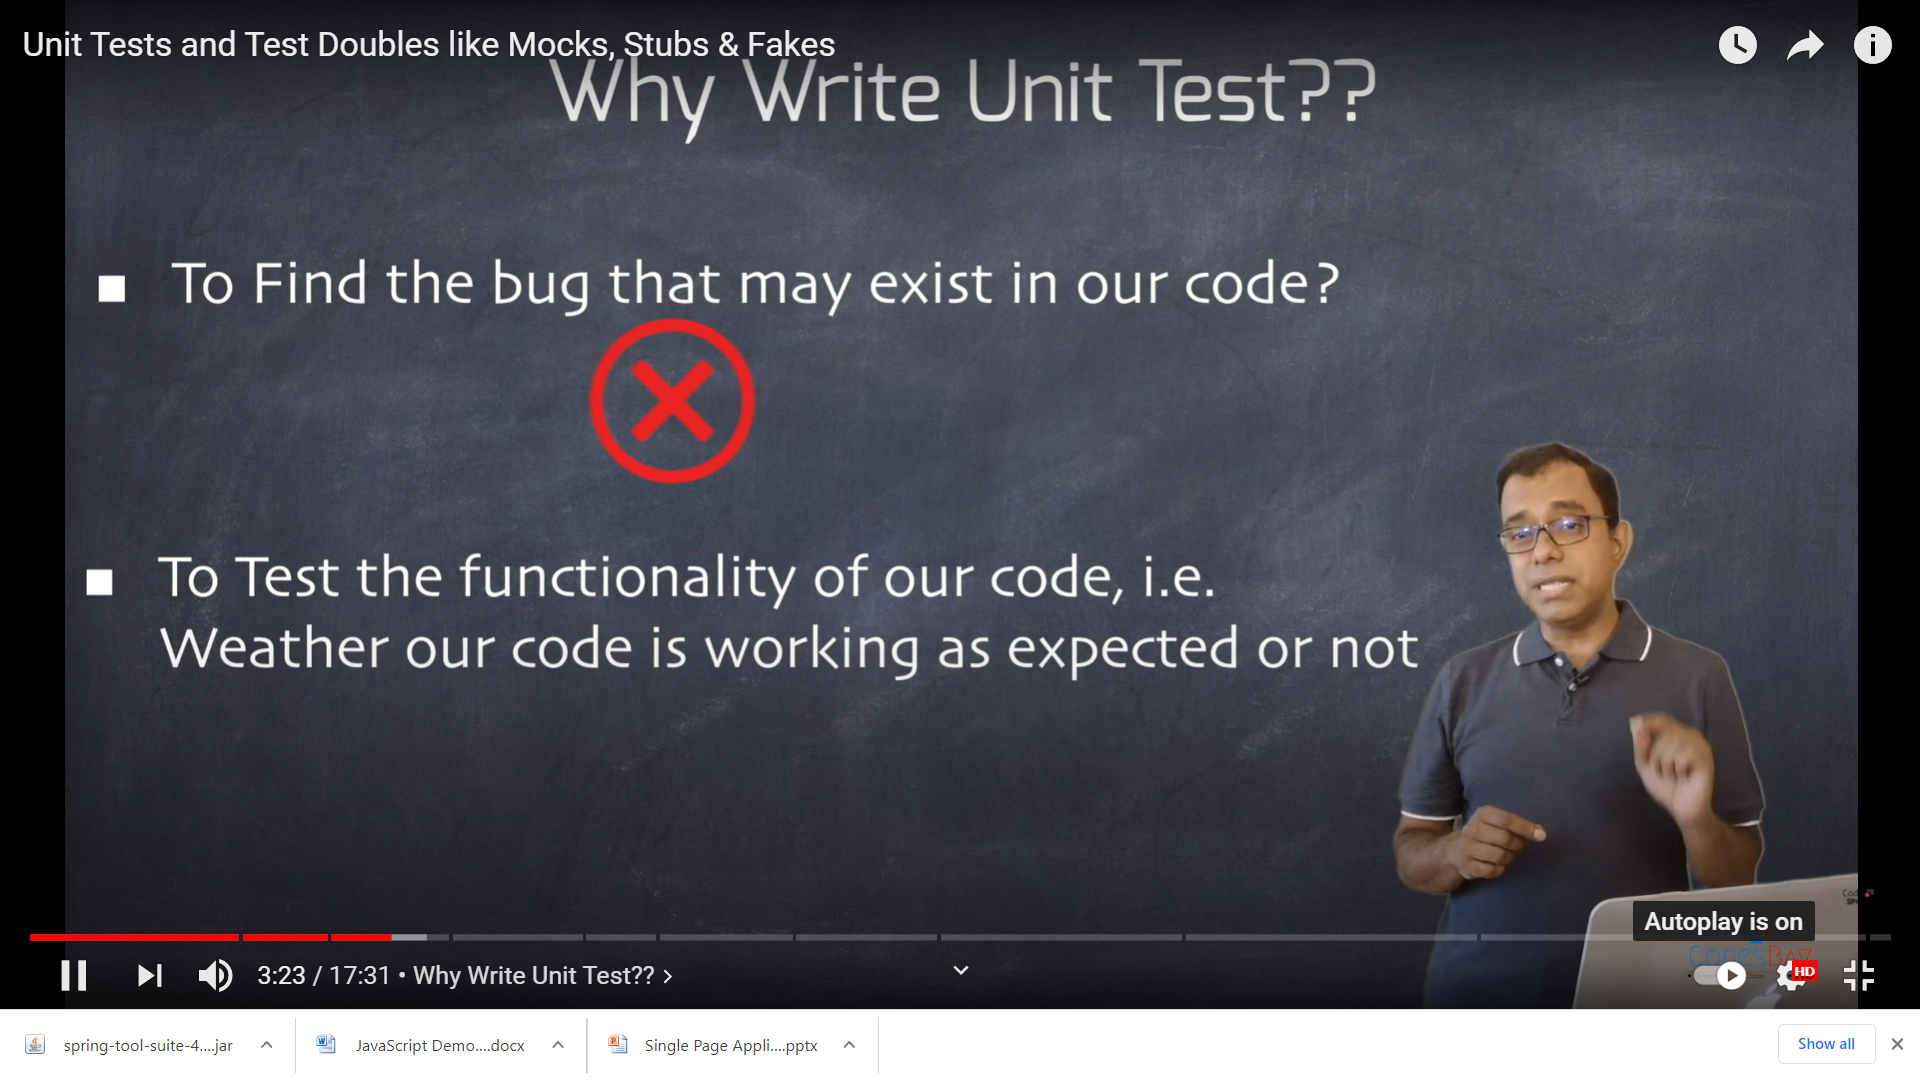 Unit Tests and Test Doubles like Mocks, Stubs & Fakes
Why Write Unit Test??
To Find the bug that may exist in our code?
To Test the functionality of our code, i.e.
Weather our code is working as expected or not
Autoplay is on
3:23 / 17:31 • Why Write Unit Test??
HD
spring-tool-suite-4....jar
JavaScript Demo....docx
Single Page Appli....pptx
Show all